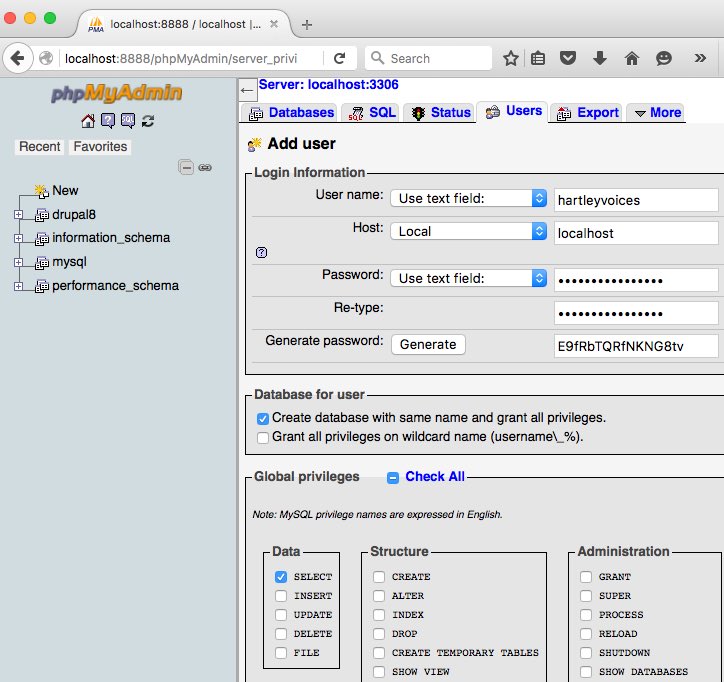 localhost:8888 / localhost |...
localhost:8888/phpMyAdmin/server_privi
Search
phpMyAdmin
Recent Favorites
New
drupal8
information_schema
mysql
performance_schema
Server: localhost:3306
Databases SQL Status Users Export More
Add user
Login Information
User name: Use text field: hartleyvoices
Host: Local localhost
Password: Use text field: ••••••••••••••••
Re-type: ••••••••••••••••
Generate password: Generate E9fRbTQRfNKNG8tv
Database for user
Create database with same name and grant all privileges.
Grant all privileges on wildcard name (username\_%).
Global privileges Check All
Note: MySQL privilege names are expressed in English.
Data Structure Administration
SELECT CREATE GRANT
INSERT ALTER SUPER
UPDATE INDEX PROCESS
DELETE DROP RELOAD
FILE CREATE TEMPORARY TABLES SHUTDOWN
SHOW VIEW SHOW DATABASES